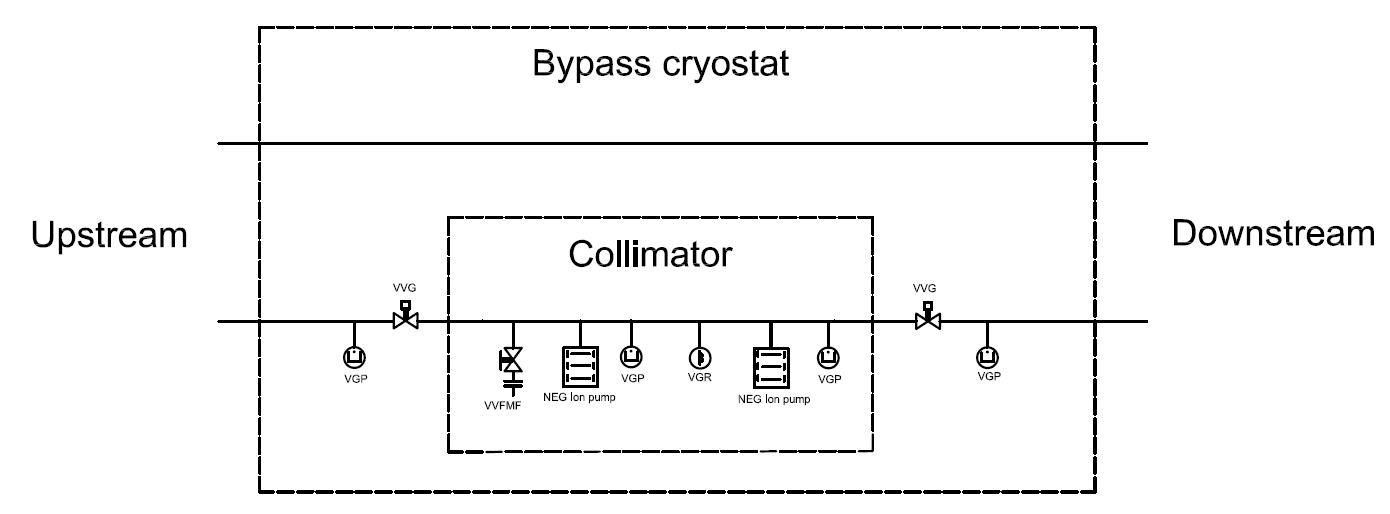 Bypass cryostat
Upstream
Downstream
Collimator
VVG
VVG
VGP
VVFMF
NEG Ion pump
VGP
VGR
NEG Ion pump
VGP
VGP